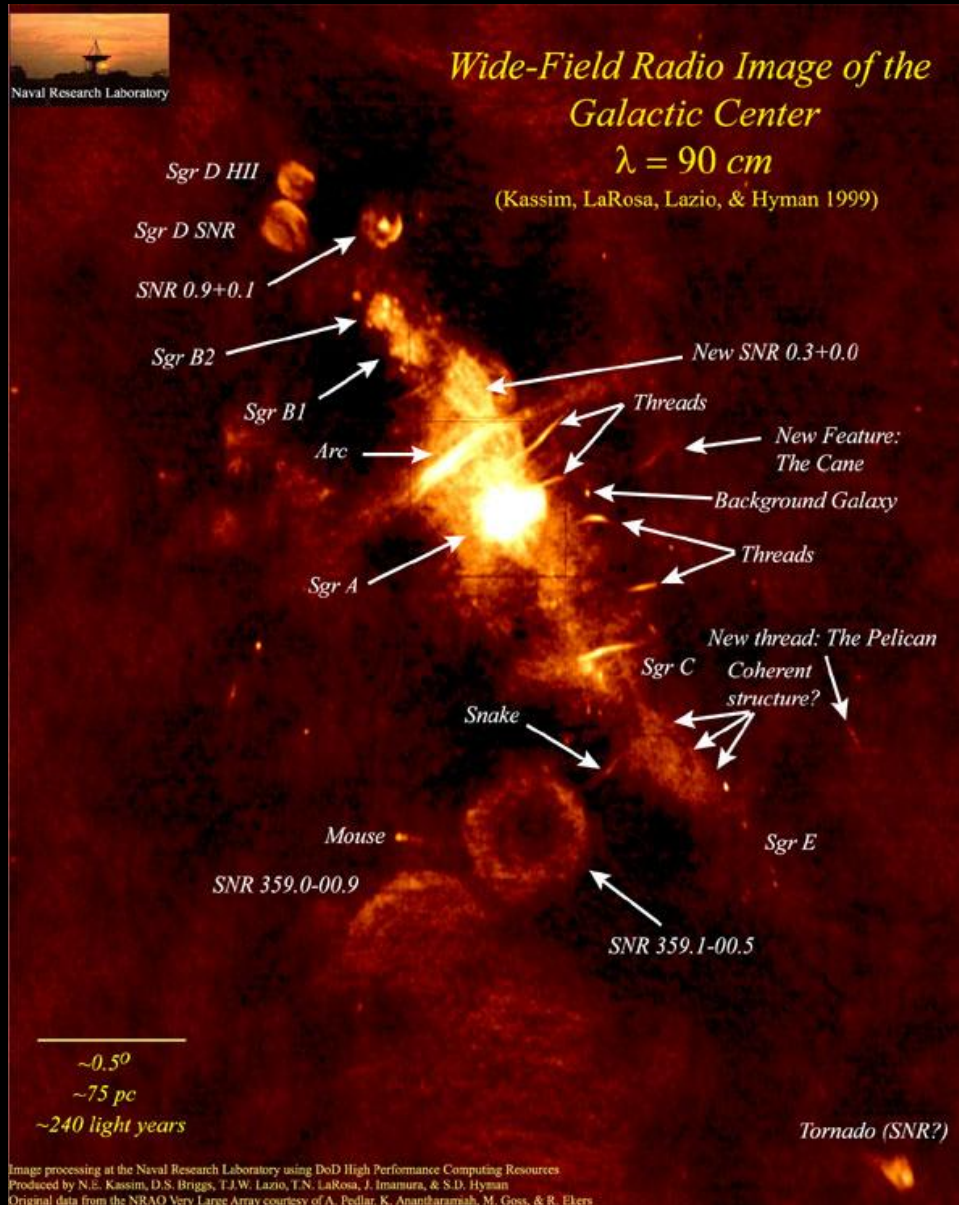 Naval Research Laboratory
Wide-Field Radio Image of the
Galactic Center
λ = 90 cm
(Kassim, LaRosa, Lazio, & Hyman 1999)
Sgr D HII
Sgr D SNR
SNR 0.9+0.1
Sgr B2
New SNR 0.3+0.0
Sgr B1
Threads
Arc
New Feature:
The Cane
Background Galaxy
Threads
Sgr A
New thread: The Pelican
Sgr C
Coherent
structure?
Snake
Mouse
Sgr E
SNR 359.0-00.9
SNR 359.1-00.5
~0.5°
~75 pc
~240 light years
Tornado (SNR?)
Image processing at the Naval Research Laboratory using DoD High Performance Computing Resources
Produced by N.E. Kassim, D.S. Briggs, T.J.W. Lazio, T.N. LaRosa, J. Imamura, & S.D. Hyman
Original data from the NRAO Very Large Array courtesy of A. Pedlar, K. Anantharamiah, M. Goss, & R. Ekers